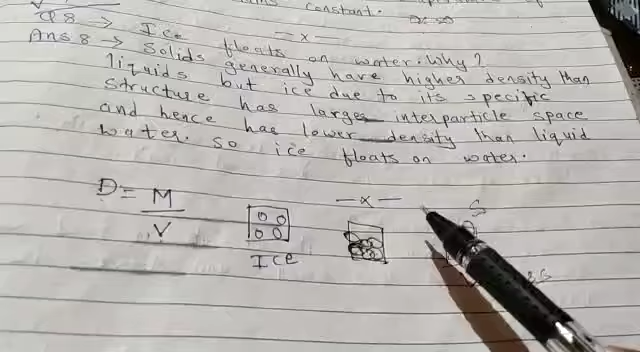 constant.
Q8 → Ice floats on water. Why?
Ans 8 → Solids generally have higher density than
liquids but ice due to its specific
structure has large interparticle space
and hence has lower density than liquid
water. So ice floats on water.
—x—
D = M
V
Ice
S